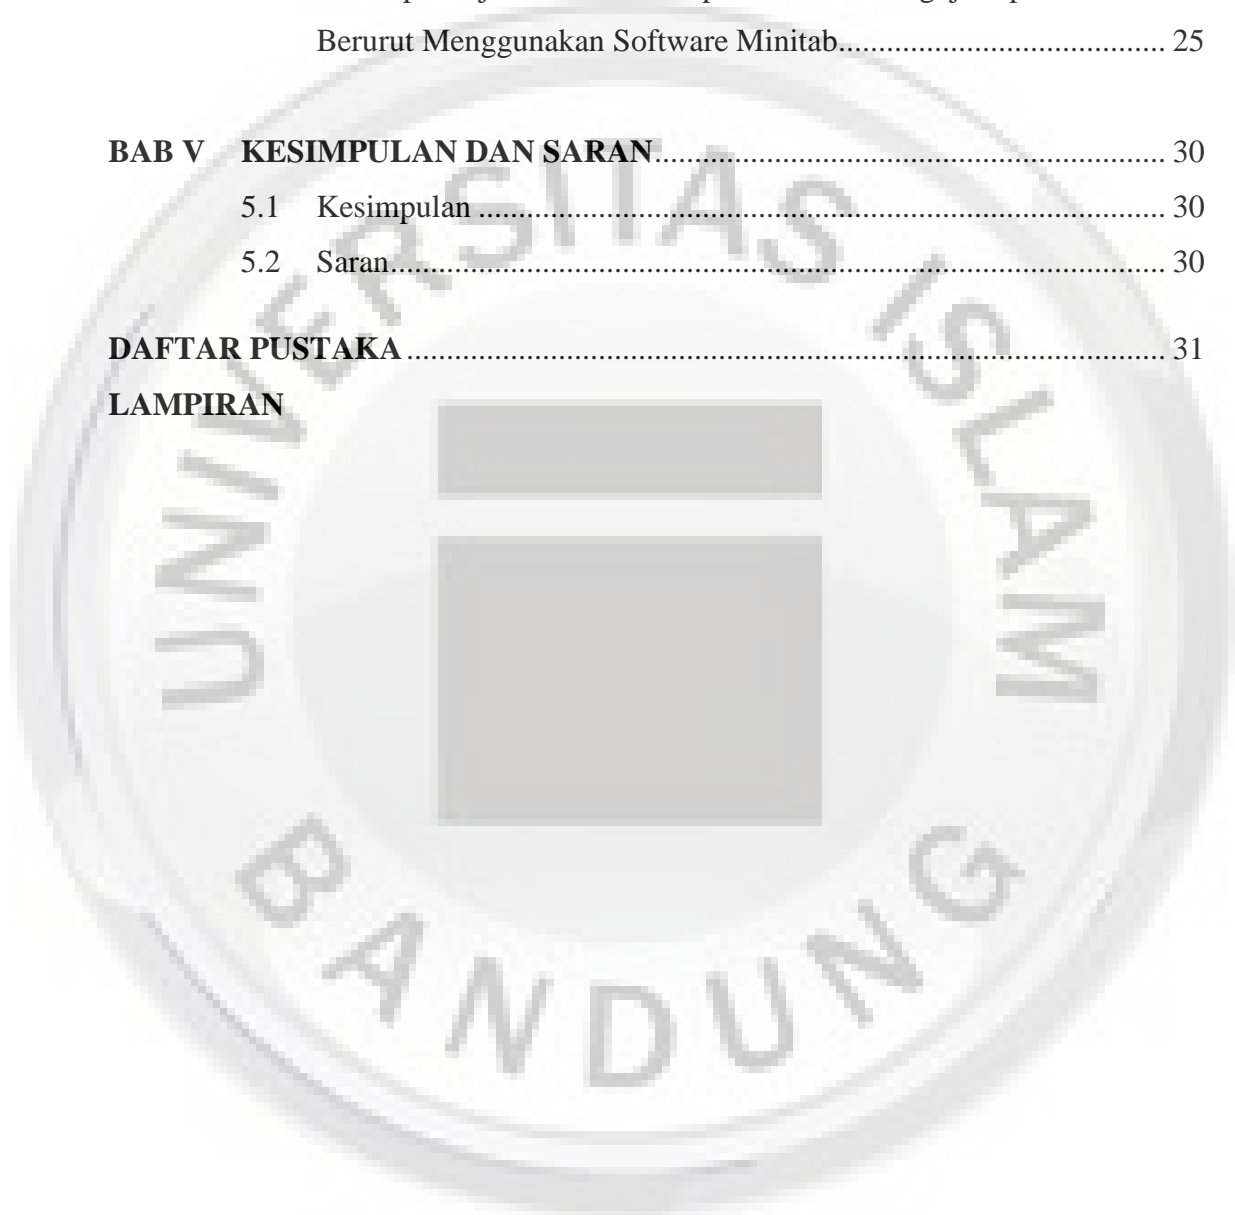 Berurut Menggunakan Software Minitab........................................ 25
BAB V KESIMPULAN DAN SARAN............................................................... 30
5.1 Kesimpulan .................................................................................... 30
5.2 Saran............................................................................................... 30
DAFTAR PUSTAKA ............................................................................................. 31
LAMPIRAN
UNIVERSITAS ISLAM
BANDUNG